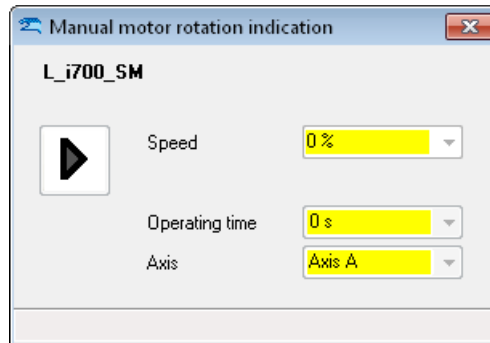 Manual motor rotation indication
L_i700_SM
Speed 0 %
Operating time 0 s
Axis Axis A